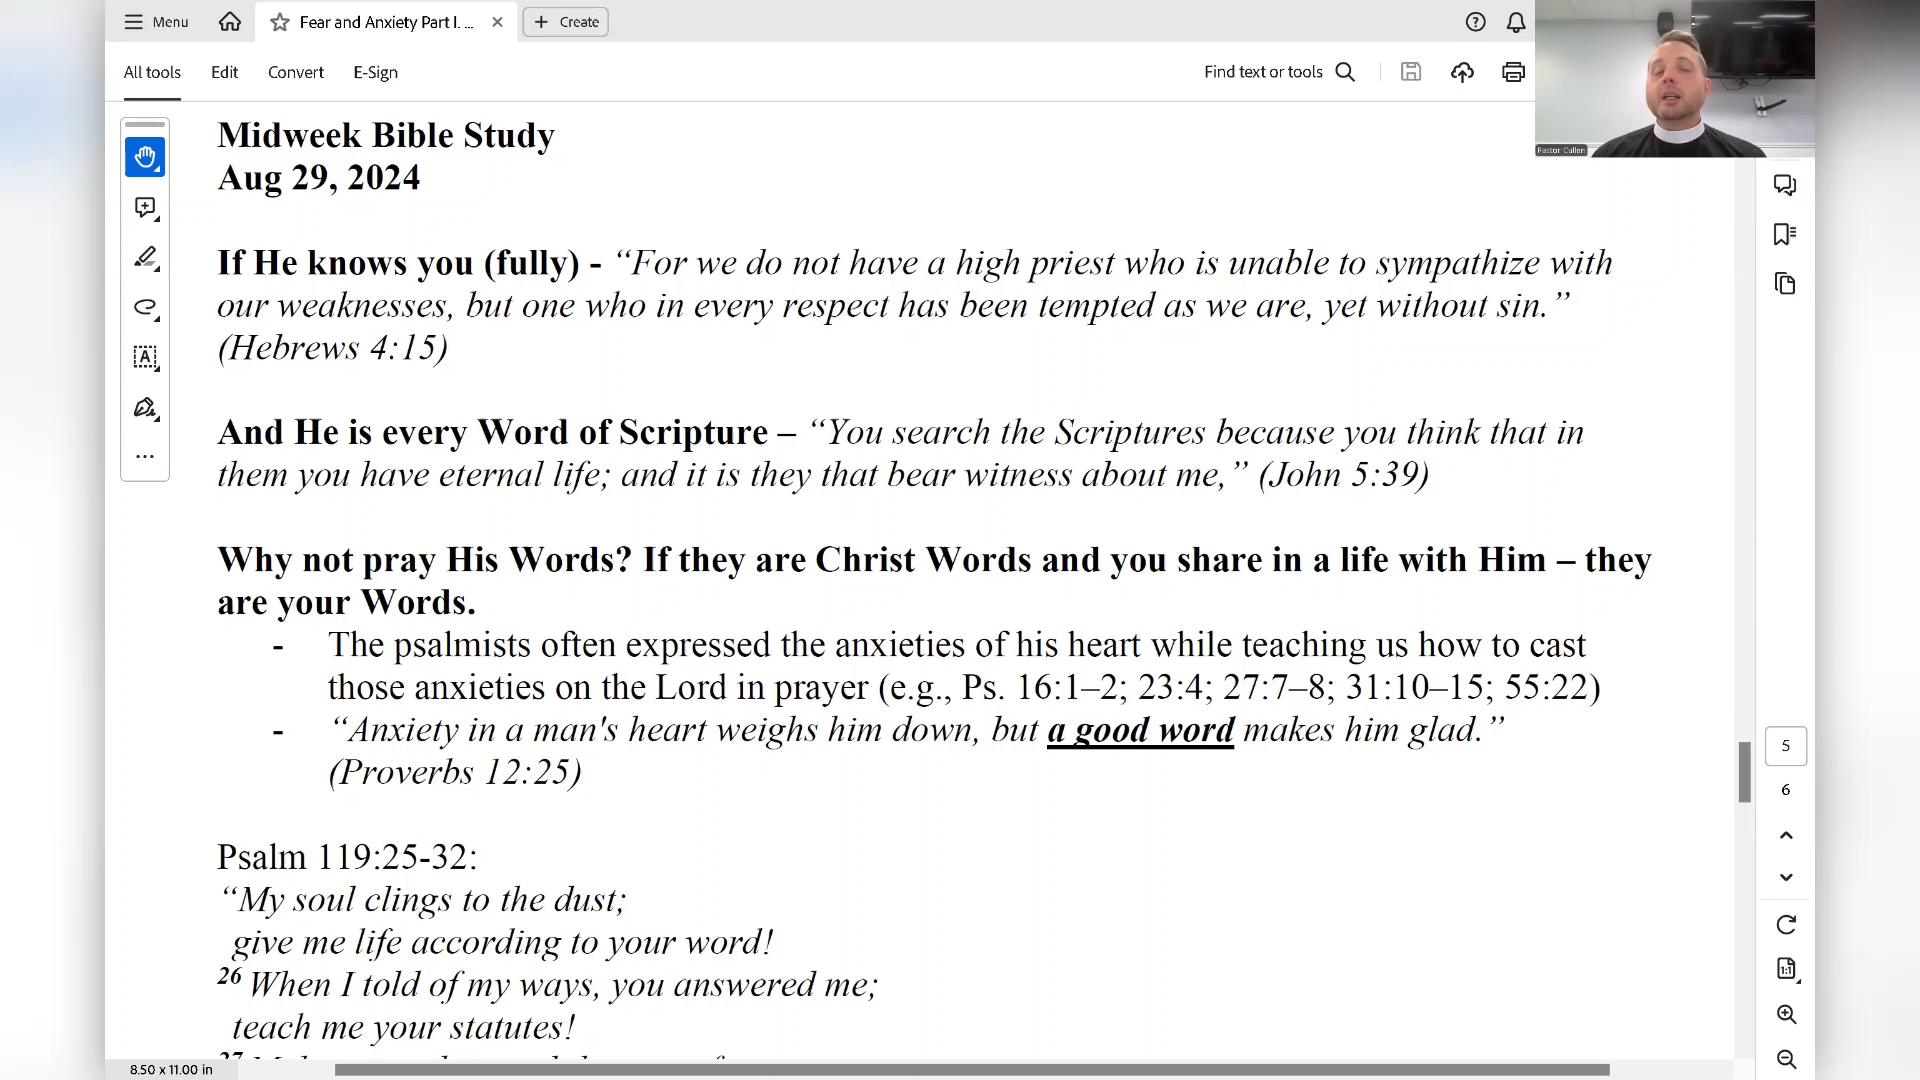 Menu
Fear and Anxiety Part I. ...
Create
All tools
Edit
Convert
E-Sign
Find text or tools
Pastor Cullen
Midweek Bible Study
Aug 29, 2024
If He knows you (fully) - “For we do not have a high priest who is unable to sympathize with
our weaknesses, but one who in every respect has been tempted as we are, yet without sin.”
(Hebrews 4:15)
And He is every Word of Scripture – “You search the Scriptures because you think that in
them you have eternal life; and it is they that bear witness about me,” (John 5:39)
Why not pray His Words? If they are Christ Words and you share in a life with Him – they
are your Words.
- The psalmists often expressed the anxieties of his heart while teaching us how to cast
those anxieties on the Lord in prayer (e.g., Ps. 16:1–2; 23:4; 27:7–8; 31:10–15; 55:22)
- “Anxiety in a man's heart weighs him down, but a good word makes him glad.”
(Proverbs 12:25)
Psalm 119:25-32:
“My soul clings to the dust;
give me life according to your word!
26 When I told of my ways, you answered me;
teach me your statutes!
5
6
8.50 x 11.00 in